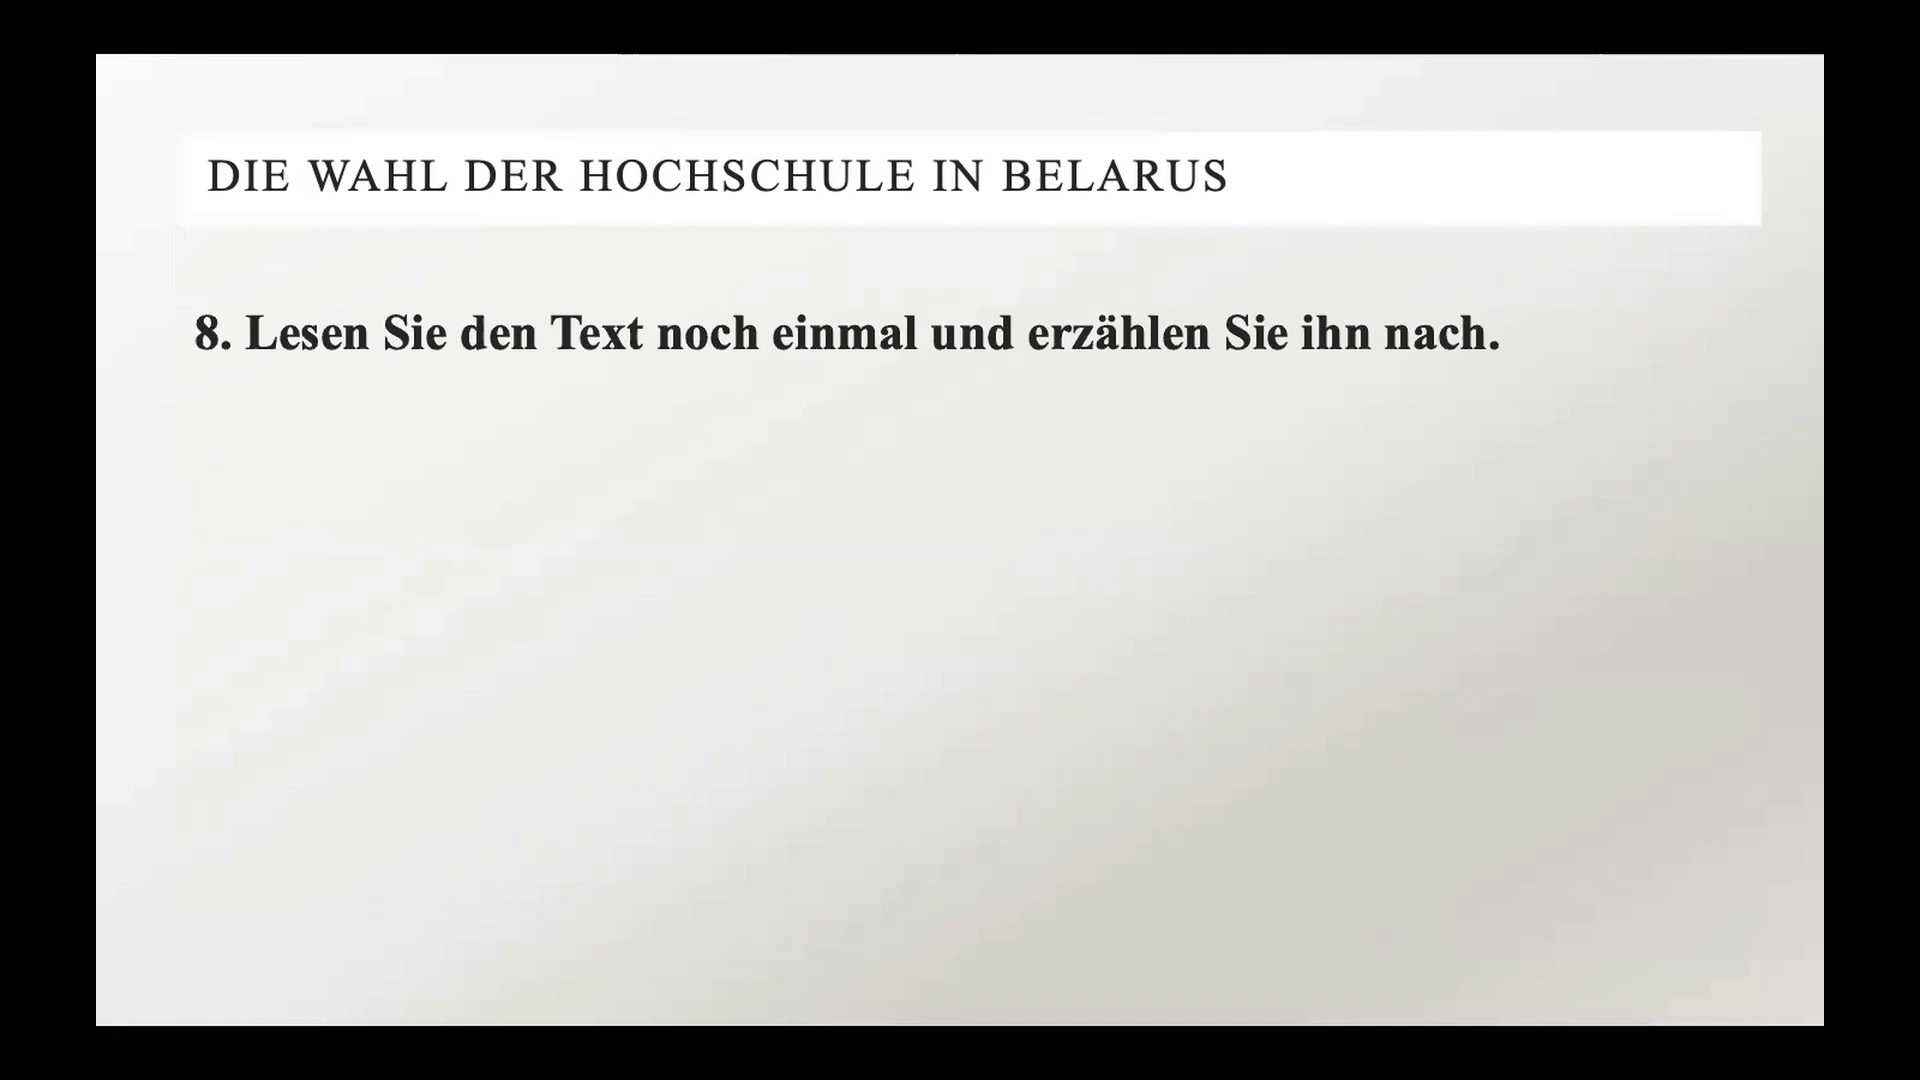 DIE WAHL DER HOCHSCHULE IN BELARUS
8. Lesen Sie den Text noch einmal und erzählen Sie ihn nach.